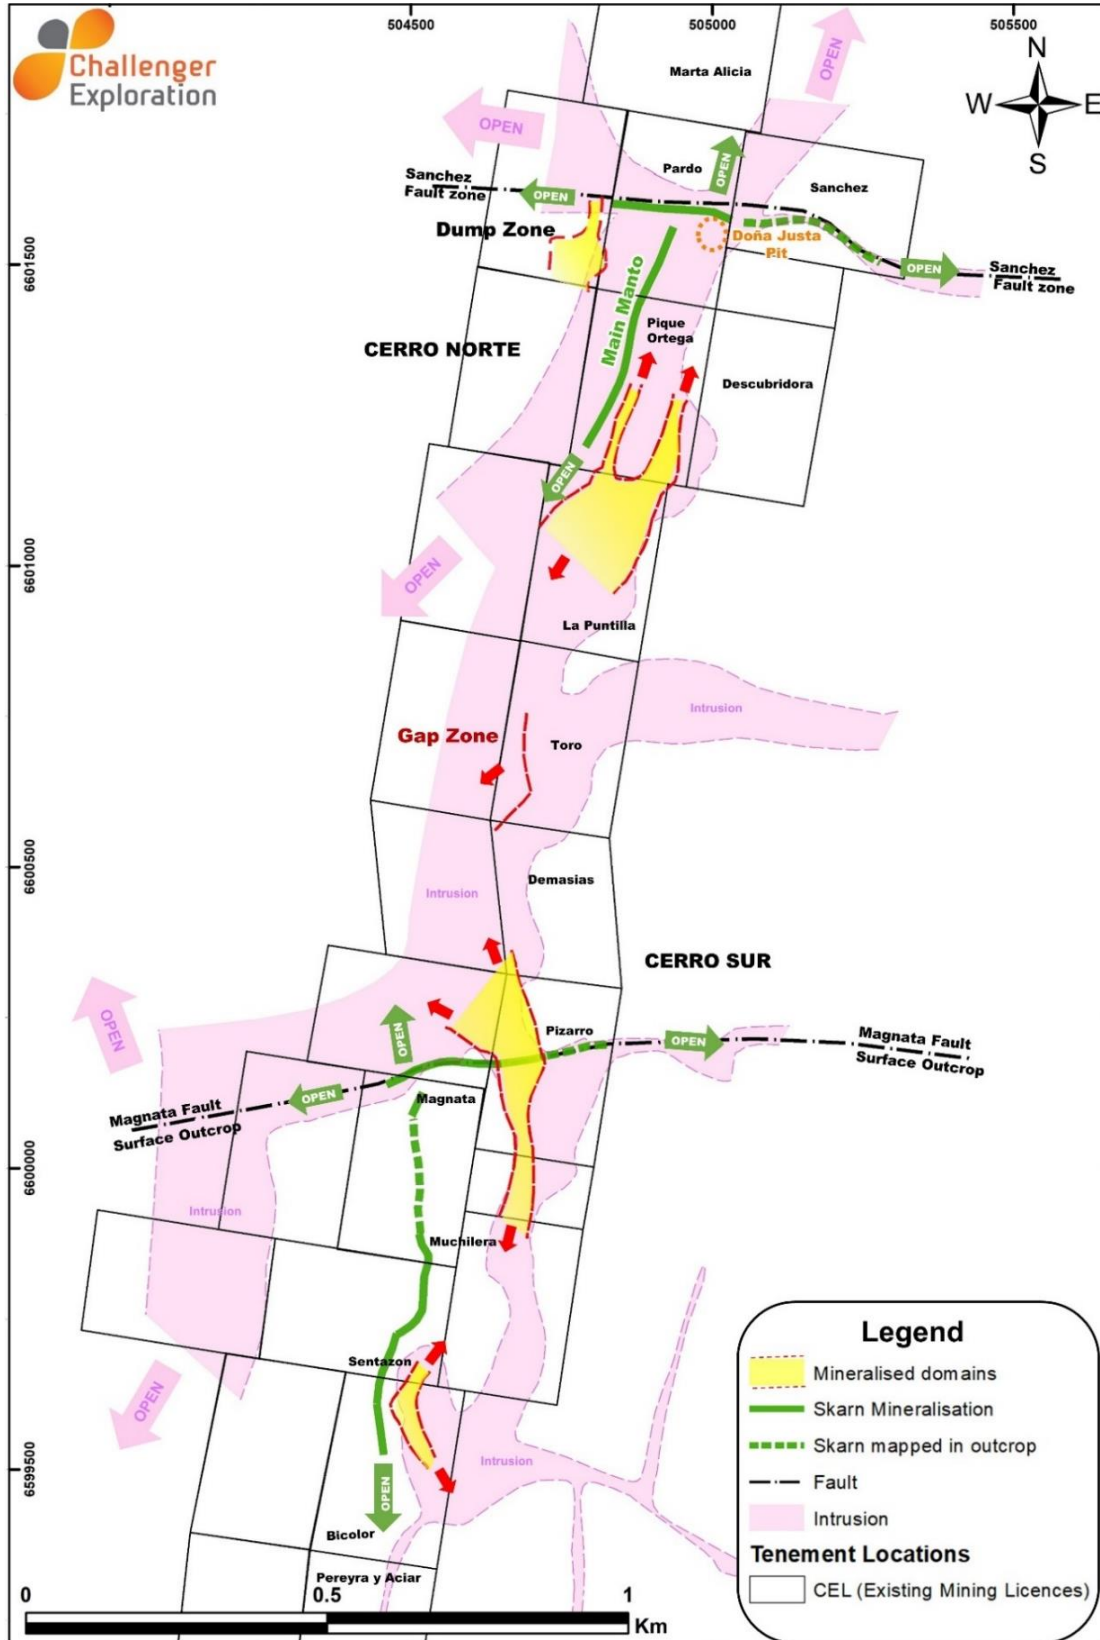 504500
505000
505500
Challenger
Exploration
N
W
E
S
Marta Alicia
OPEN
OPEN
Pardo
OPEN
Sanchez
Sanchez
Fault zone
OPEN
Dump Zone
Doña Justa
Pit
OPEN
Sanchez
Fault zone
6601500
Main Manto
Pique
Ortega
CERRO NORTE
Descubridora
OPEN
6601000
OPEN
La Puntilla
Intrusion
Gap Zone
Toro
6600500
Intrusion
Demasias
CERRO SUR
OPEN
OPEN
Pizarro
OPEN
Magnata Fault
Surface Outcrop
OPEN
Magnata
Magnata Fault
Surface Outcrop
6600000
Intrusion
Muchilera
Sentazon
OPEN
6599500
Intrusion
OPEN
Bicolor
Pereyra y Aciar
Legend
Mineralised domains
Skarn Mineralisation
Skarn mapped in outcrop
Fault
Intrusion
Tenement Locations
CEL (Existing Mining Licences)
0
0.5
1
Km